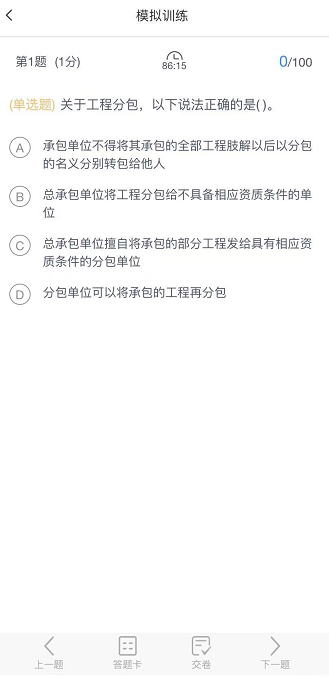 模拟训练
第1题 (1分)
86:15
0/100
(单选题) 关于工程分包，以下说法正确的是( )。
A 承包单位不得将其承包的全部工程肢解以后以分包
的名义分别转包给他人
B 总承包单位将工程分包给不具备相应资质条件的单
位
C 总承包单位擅自将承包的部分工程发给具有相应资
质条件的分包单位
D 分包单位可以将承包的工程再分包
上一题 答题卡 交卷 下一题